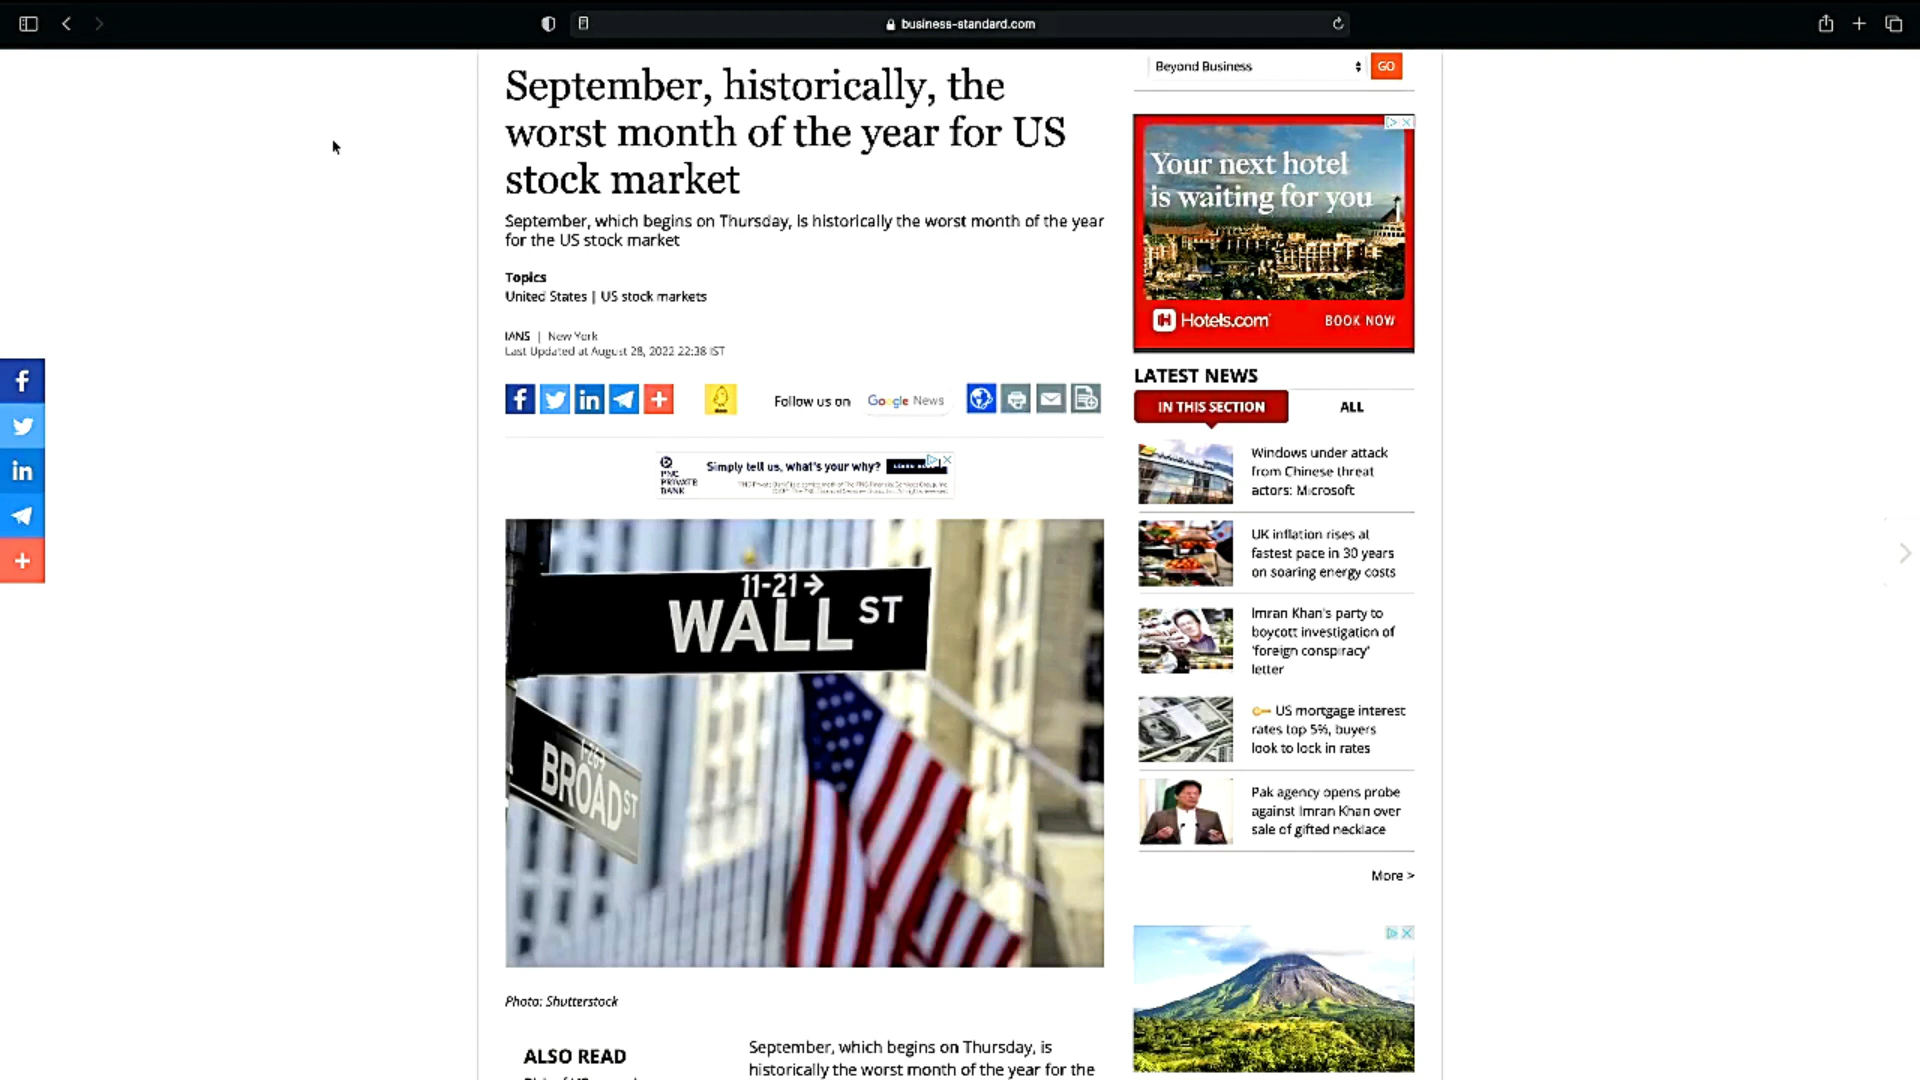 business-standard.com
September, historically, the
worst month of the year for US
stock market
September, which begins on Thursday, is historically the worst month of the year
for the US stock market
Topics
United States | US stock markets
IANS | New York
Last Updated at August 28, 2022 22:38 IST
Follow us on Google News
PNC
PRIVATE
BANK
Simply tell us, what's your why?
11-21→
WALL ST
1-26→
BROAD ST
Photo: Shutterstock
ALSO READ
September, which begins on Thursday, is
historically the worst month of the year for the
Beyond Business
GO
Your next hotel
is waiting for you
Hotels.com
BOOK NOW
LATEST NEWS
IN THIS SECTION
ALL
Windows under attack
from Chinese threat
actors: Microsoft
UK inflation rises at
fastest pace in 30 years
on soaring energy costs
Imran Khan's party to
boycott investigation of
'foreign conspiracy'
letter
US mortgage interest
rates top 5%, buyers
look to lock in rates
Pak agency opens probe
against Imran Khan over
sale of gifted necklace
More >